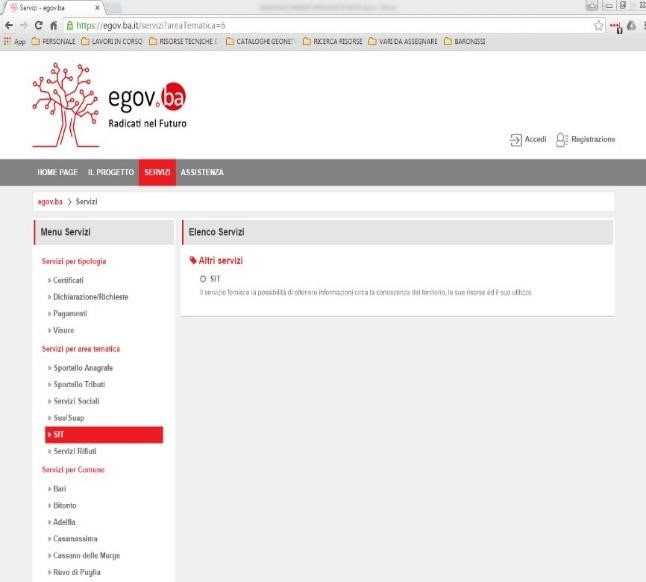 Servizi - egov.ba
https://egov.ba.it/servizi?areaTematica=6
App PERSONALE LAVORI IN CORSO RISORSE TECNICHE ( CATALOGHI GEONET RICERCA RISORSE VARI DA ASSEGNARE BARONISSI
egov.ba
Radicati nel Futuro
Accedi Registrazione
HOME PAGE IL PROGETTO SERVIZI ASSISTENZA
egov.ba > Servizi
Menu Servizi
Servizi per tipologia
» Certificati
» Dichiarazione/Richieste
» Pagamenti
» Visure
Servizi per area tematica
» Sportello Anagrafe
» Sportello Tributi
» Servizi Sociali
» Sue/Suap
» SIT
» Servizi Rifiuti
Servizi per Comune
» Bari
» Bitonto
» Adelfia
» Casamassima
» Cassano delle Murge
» Ruvo di Puglia
Elenco Servizi
Altri servizi
SIT
Il servizio fornisce la possibilità di ottenere informazioni circa la conoscenza del territorio, le sue risorse ed il suo utilizzo.